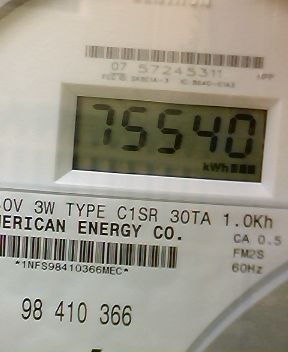 07 57245311
75540
kWh
0V 3W TYPE C1SR 30TA 1.0Kh
MERICAN ENERGY CO.
CA 0.5
*1NFS98410366MEC*
FM2S
60Hz
98 410 366